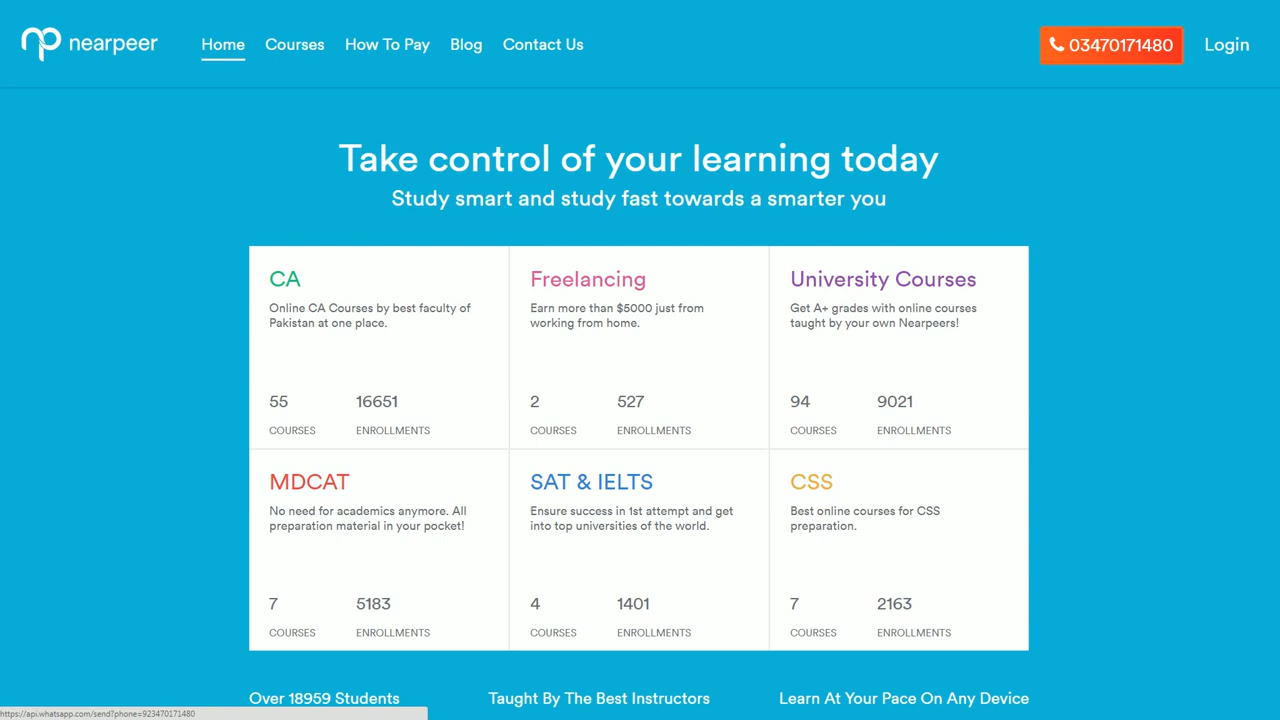 nearpeer
Home
Courses
How To Pay
Blog
Contact Us
03470171480
Login
Take control of your learning today
Study smart and study fast towards a smarter you
CA
Online CA Courses by best faculty of
Pakistan at one place.
55
16651
COURSES
ENROLLMENTS
Freelancing
Earn more than $5000 just from
working from home.
2
527
COURSES
ENROLLMENTS
University Courses
Get A+ grades with online courses
taught by your own Nearpeers!
94
9021
COURSES
ENROLLMENTS
MDCAT
No need for academics anymore. All
preparation material in your pocket!
7
5183
COURSES
ENROLLMENTS
SAT & IELTS
Ensure success in 1st attempt and get
into top universities of the world.
4
1401
COURSES
ENROLLMENTS
CSS
Best online courses for CSS
preparation.
7
2163
COURSES
ENROLLMENTS
Over 18959 Students
Taught By The Best Instructors
Learn At Your Pace On Any Device
https://api.whatsapp.com/send?phone=923470171480